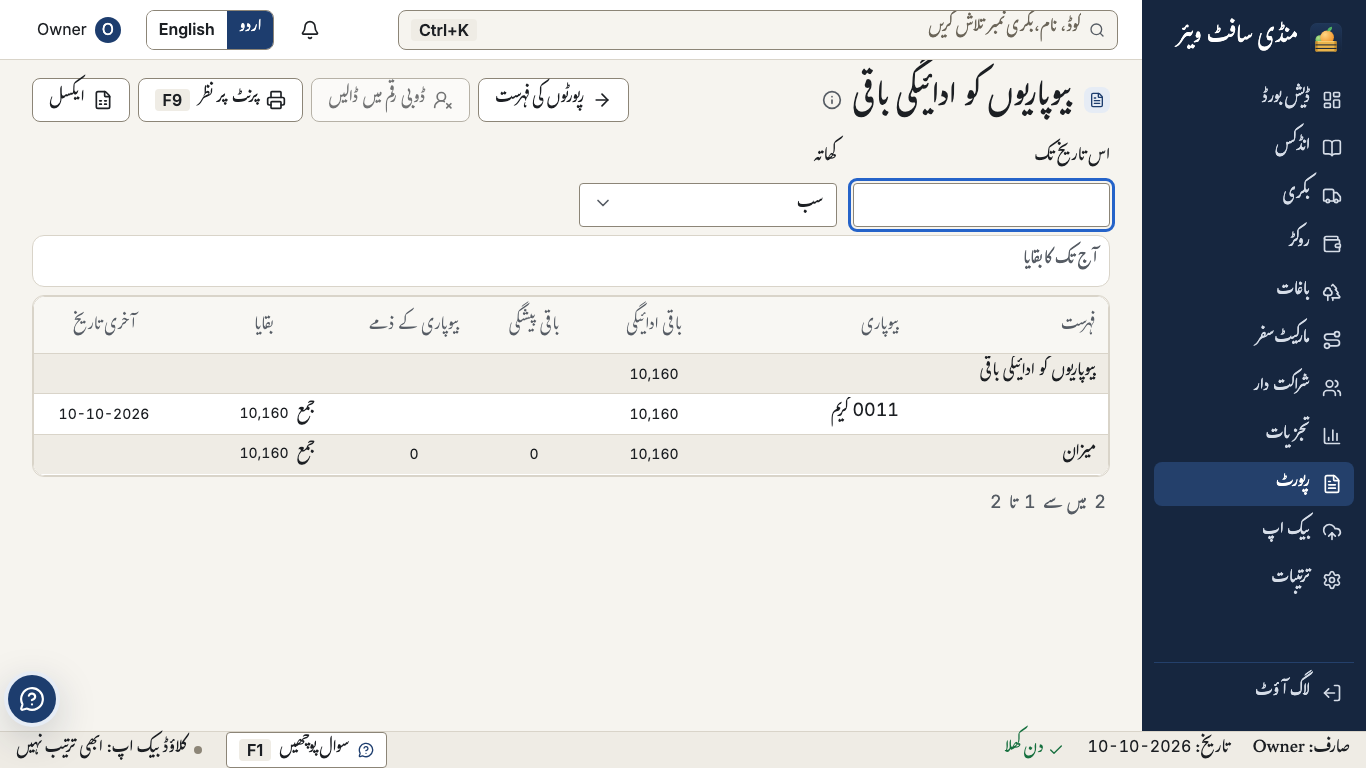 منڈی سافٹ ویئر
ڈیش بورڈ
انڈکس
بکری
روکڑ
باغات
مارکیٹ سفر
شراکت دار
تجزیات
رپورٹ
بیک اپ
ترتیبات
لاگ آؤٹ
کوڈ، نام، بکری نمبر تلاش کریں Ctrl+K
اردو English
Owner O
بیوپاریوں کو ادائیگی باقی
رپورٹوں کی فہرست
ڈوبی رقم میں ڈالیں
پرنٹ پر نظر F9
ایکسل
اس تاریخ تک کھاتہ
سب
آج تک کا بقایا
فہرست بیوپاری باقی ادائیگی باقی پیشگی بیوپاری کے ذمے بقایا آخری تاریخ
بیوپاریوں کو ادائیگی باقی 10,160
0011 کریم 10,160 جمع 10,160 10-10-2026
میزان 10,160 0 0 جمع 10,160
2 میں سے 1 تا 2
صارف: Owner تاریخ: 10-10-2026 دن کھلا
سوال پوچھیں F1
کلاؤڈ بیک اپ: ابھی ترتیب نہیں